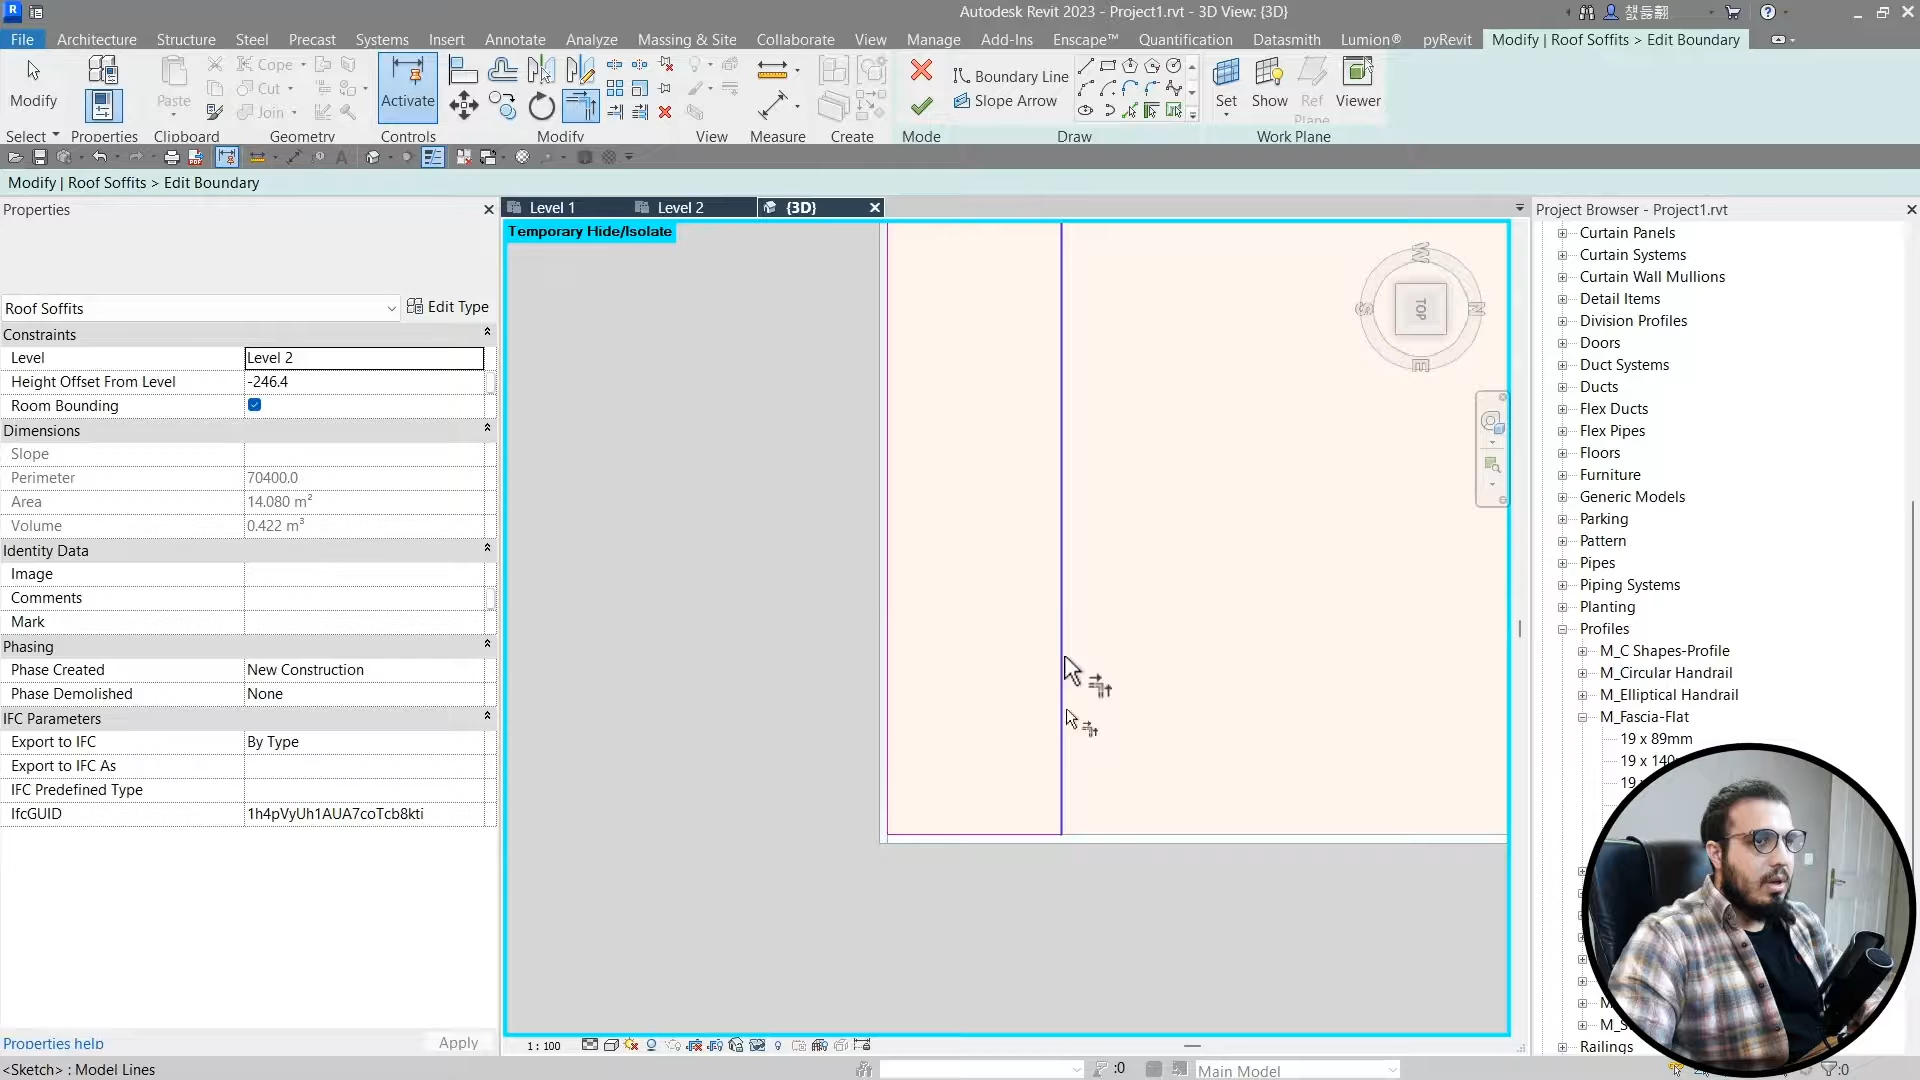 Autodesk Revit 2023 - Project1.rvt - 3D View: {3D}
File Architecture Structure Steel Precast Systems Insert Annotate Analyze Massing & Site Collaborate View Manage Add-Ins Enscape™ Quantification Datasmith Lumion® pyRevit Modify | Roof Soffits > Edit Boundary
Cope
Cut
Join
Modify
Paste
Activate
Boundary Line
Slope Arrow
Set
Show
Ref Plane
Viewer
Select Properties Clipboard Geometry Controls Modify View Measure Create Mode Draw Work Plane
Modify | Roof Soffits > Edit Boundary
Properties
Roof Soffits
Edit Type
Constraints
Level Level 2
Height Offset From Level -246.4
Room Bounding
Dimensions
Slope
Perimeter 70400.0
Area 14.080 m²
Volume 0.422 m³
Identity Data
Image
Comments
Mark
Phasing
Phase Created New Construction
Phase Demolished None
IFC Parameters
Export to IFC By Type
Export to IFC As
IFC Predefined Type
IfcGUID 1h4pVyUh1AUA7coTcb8kti
Properties help
Apply
Level 1
Level 2
{3D}
Temporary Hide/Isolate
W
S
TOP
N
E
1 : 100
Project Browser - Project1.rvt
Curtain Panels
Curtain Systems
Curtain Wall Mullions
Detail Items
Division Profiles
Doors
Duct Systems
Ducts
Flex Ducts
Flex Pipes
Floors
Furniture
Generic Models
Parking
Pattern
Pipes
Piping Systems
Planting
Profiles
M_C Shapes-Profile
M_Circular Handrail
M_Elliptical Handrail
M_Fascia-Flat
19 x 89mm
19 x 140
19
Railings
<Sketch> : Model Lines
:0
Main Model
:0